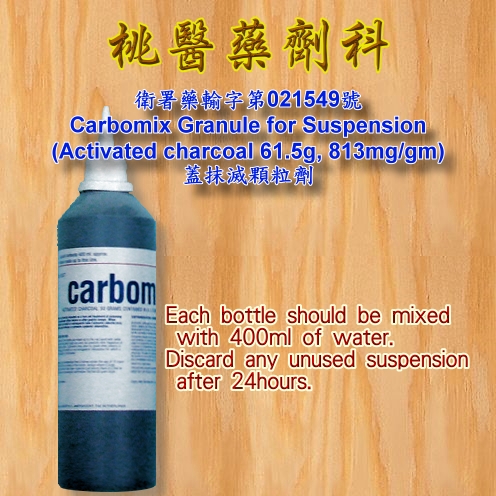 桃醫藥劑科
衛署藥輸字第021549號
Carbomix Granule for Suspension
(Activated charcoal 61.5g, 813mg/gm)
蓋抹滅顆粒劑
carbom
Each bottle should be mixed
with 400ml of water.
Discard any unused suspension
after 24hours.